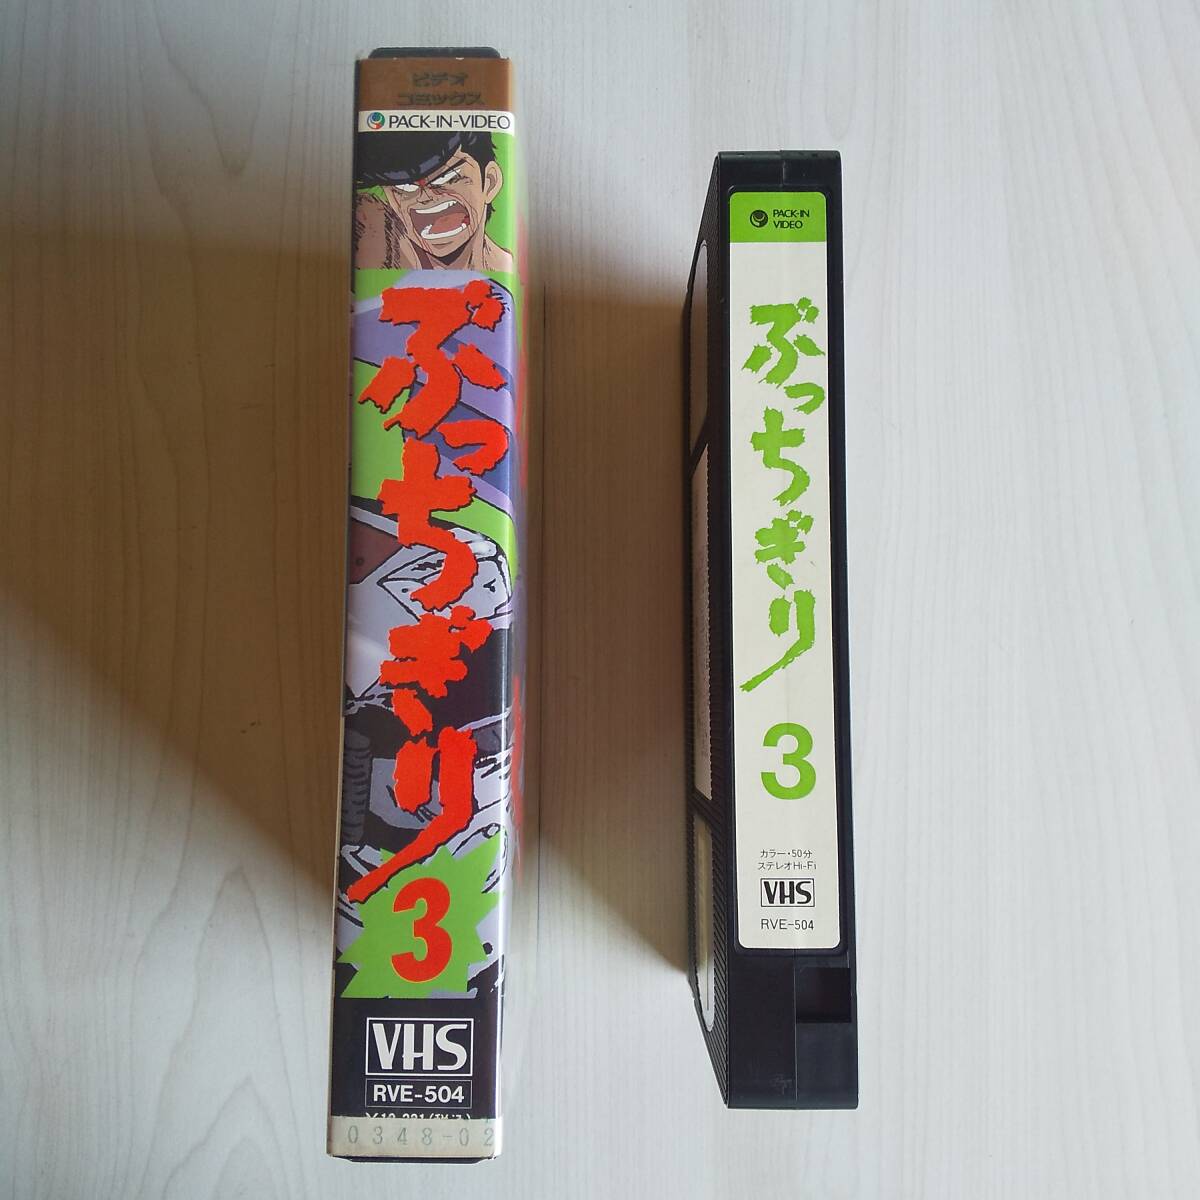 ビデオ
コミックス
PACK-IN-VIDEO
ぶっちぎり
3
VHS
RVE-504
0348-02
PACK-IN
VIDEO
ぶっちぎり
3
カラー・50分
ステレオHi-Fi
VHS
RVE-504